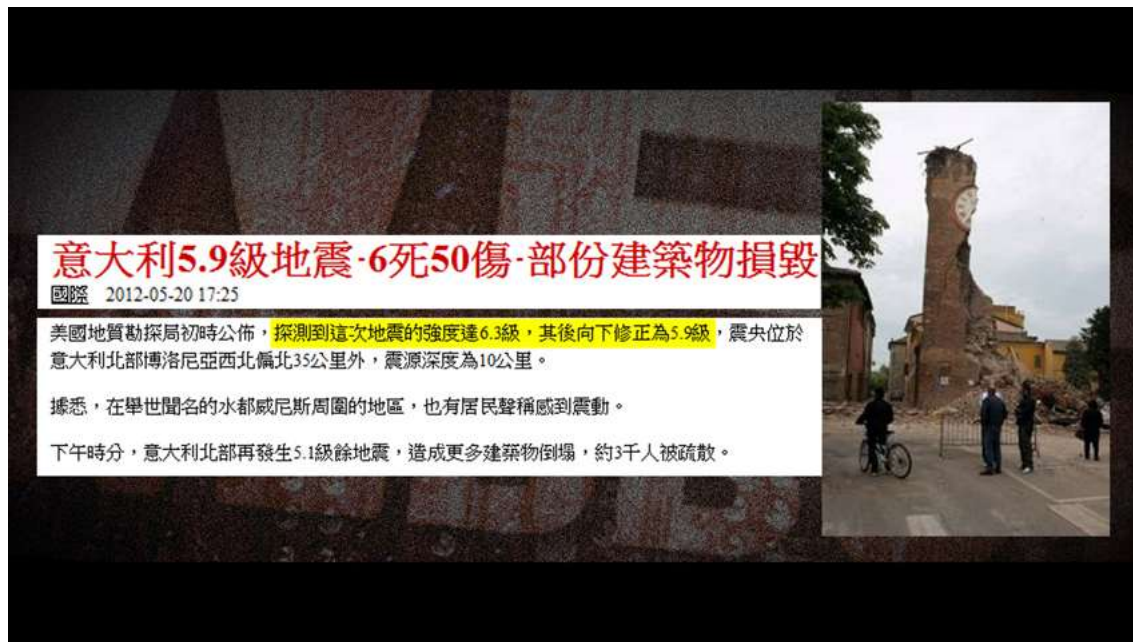 意大利5.9級地震‧6死50傷‧部份建築物損毀
國際 2012-05-20 17:25
美國地質勘探局初時公佈，探測到這次地震的強度達6.3級，其後向下修正為5.9級，震央位於
意大利北部博洛尼亞西北偏北35公里外，震源深度為10公里。
據悉，在舉世聞名的水都威尼斯周圍的地區，也有居民聲稱感到震動。
下午時分，意大利北部再發生5.1級餘地震，造成更多建築物倒塌，約3千人被疏散。